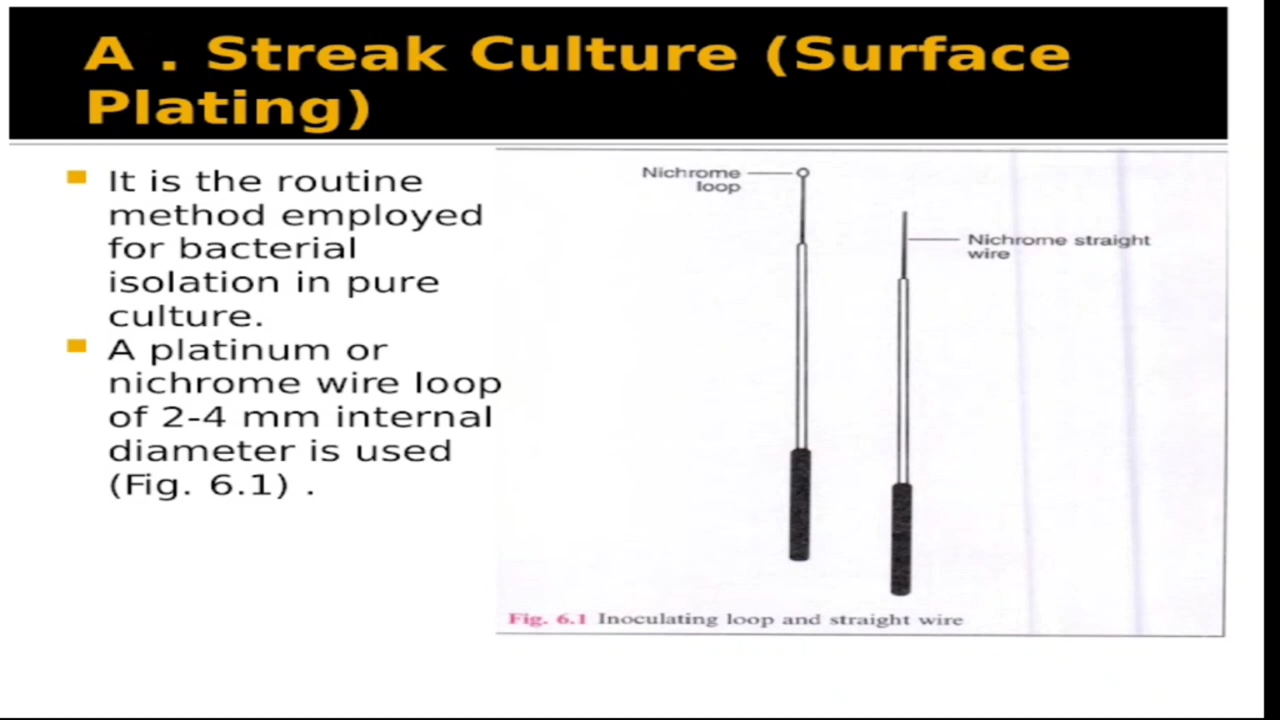 A . Streak Culture (Surface
Plating)
It is the routine
method employed
for bacterial
isolation in pure
culture.
A platinum or
nichrome wire loop
of 2-4 mm internal
diameter is used
(Fig. 6.1) .
Nichrome
loop
Nichrome straight
wire
Fig. 6.1 Inoculating loop and straight wire